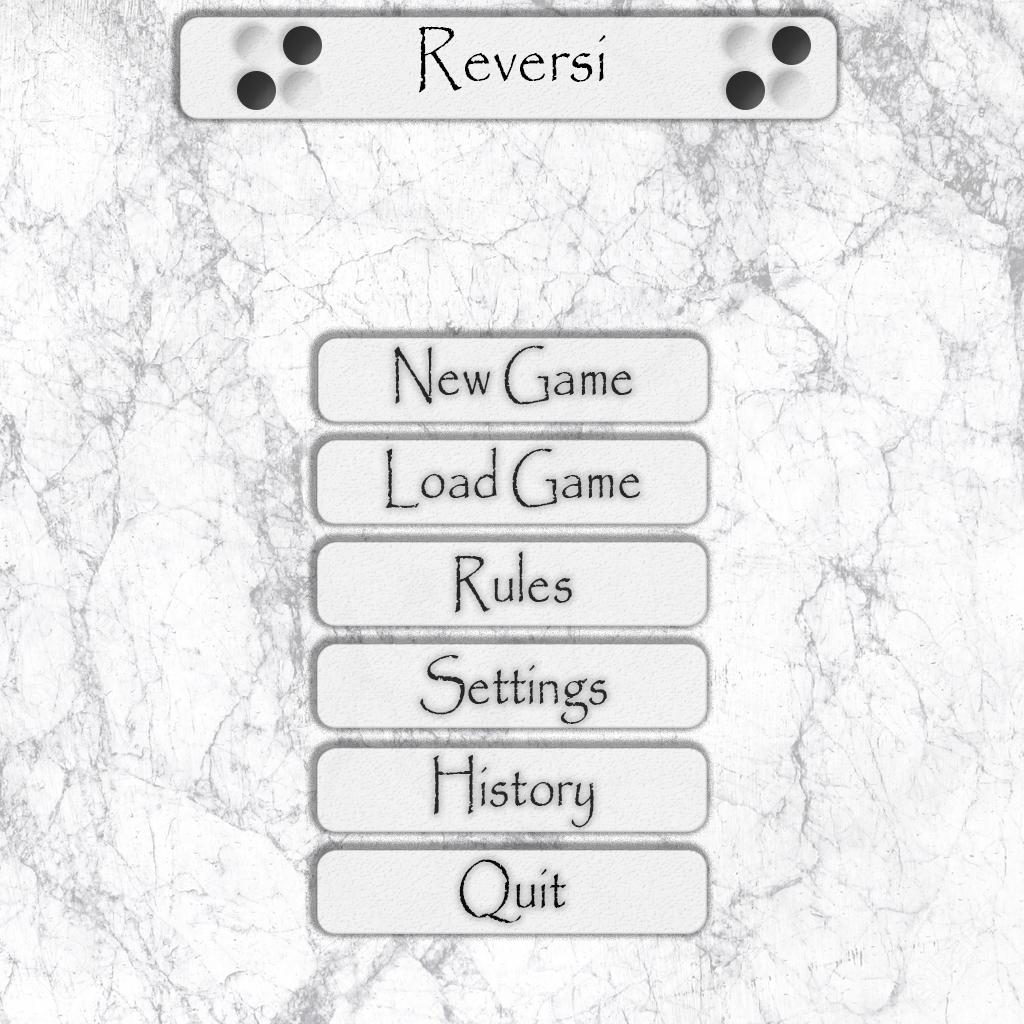 Reversi
New Game
Load Game
Rules
Settings
History
Quit